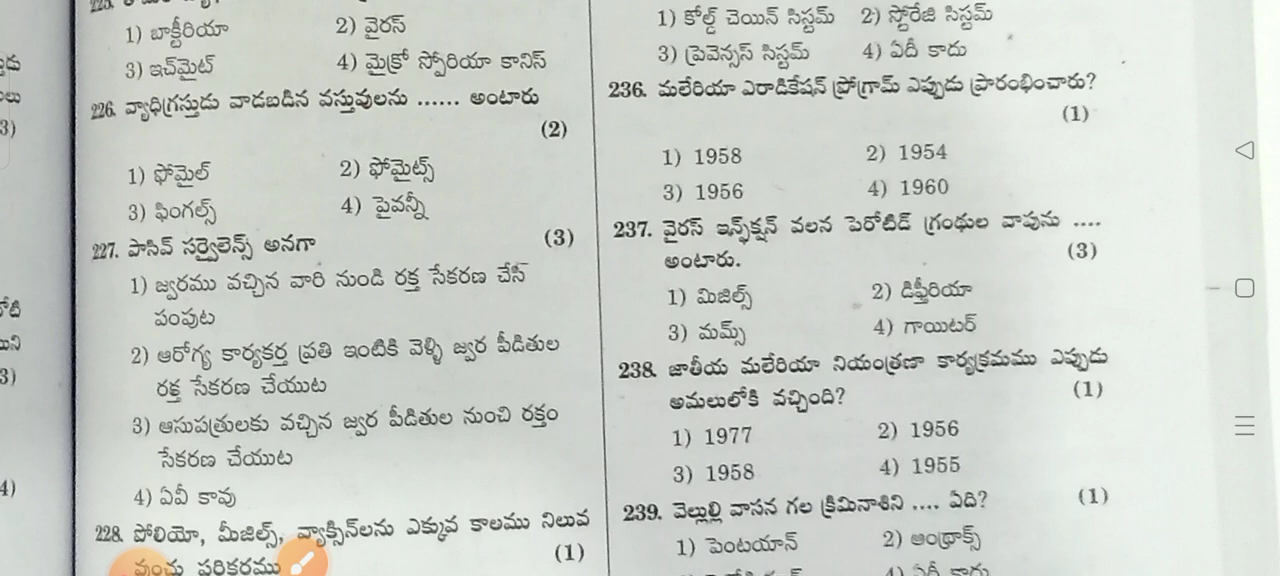 1) బాక్టీరియా 2) వైరస్
3) ఇచ్‌మైట్ 4) మైక్రో స్పోరియా కానిస్
226. వ్యాధిగ్రస్తుడు వాడబడిన వస్తువులను ...... అంటారు
(2)
1) ఫోమైల్ 2) ఫోమైట్స్
3) ఫింగల్స్ 4) పైవన్నీ
227. పాసివ్ సర్వైలెన్స్ అనగా (3)
1) జ్వరము వచ్చిన వారి నుండి రక్త సేకరణ చేసి
పంపుట
2) ఆరోగ్య కార్యకర్త ప్రతి ఇంటికి వెళ్ళి జ్వర పీడితుల
రక్త సేకరణ చేయుట
3) ఆసుపత్రులకు వచ్చిన జ్వర పీడితుల నుంచి రక్తం
సేకరణ చేయుట
4) ఏవీ కావు
228. పోలియో, మీజిల్స్, వ్యాక్సిన్‌లను ఎక్కువ కాలము నిలువ
వుంచు పరికరము (1)
1) కోల్డ్ చెయిన్ సిస్టమ్ 2) స్టోరేజి సిస్టమ్
3) ప్రెవెన్సస్ సిస్టమ్ 4) ఏదీ కాదు
236. మలేరియా ఎరాడికేషన్ ప్రోగ్రామ్ ఎప్పుడు ప్రారంభించారు?
(1)
1) 1958 2) 1954
3) 1956 4) 1960
237. వైరస్ ఇన్ఫ్‌క్షన్ వలన పెరోటిడ్ గ్రంథుల వాపును ....
అంటారు. (3)
1) మిజిల్స్ 2) డిఫ్తీరియా
3) మమ్స్ 4) గాయిటర్
238. జాతీయ మలేరియా నియంత్రణా కార్యక్రమము ఎప్పుడు
అమలులోకి వచ్చింది? (1)
1) 1977 2) 1956
3) 1958 4) 1955
239. వెల్లుల్లి వాసన గల క్రిమినాశిని .... ఏది? (1)
1) పెంటయాన్ 2) ఆంథ్రాక్స్
4) ఏదీ కాదు